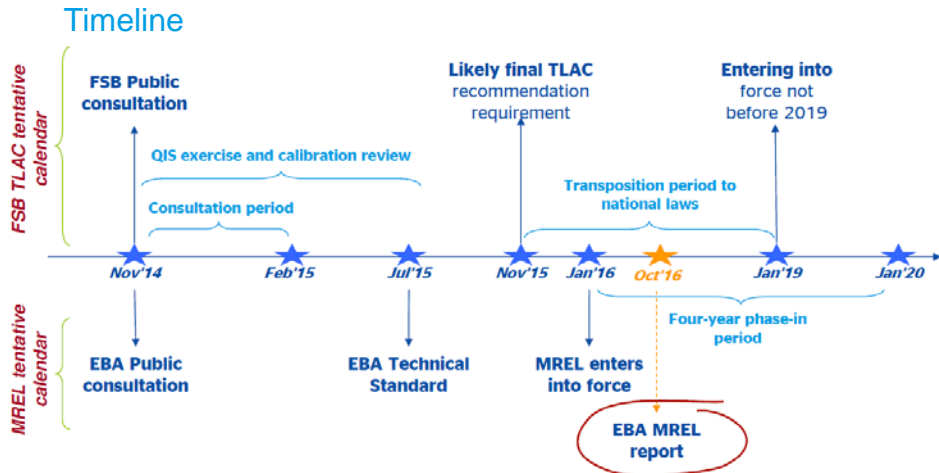 Timeline
FSB TLAC tentative
calendar
FSB Public
consultation
Likely final TLAC
recommendation
requirement
Entering into
force not
before 2019
QIS exercise and calibration review
Consultation period
Transposition period to
national laws
Nov'14
Feb'15
Jul'15
Nov'15
Jan'16
Oct'16
Jan'19
Jan'20
MREL tentative
calendar
EBA Public
consultation
EBA Technical
Standard
MREL enters
into force
Four-year phase-in
period
EBA MREL
report